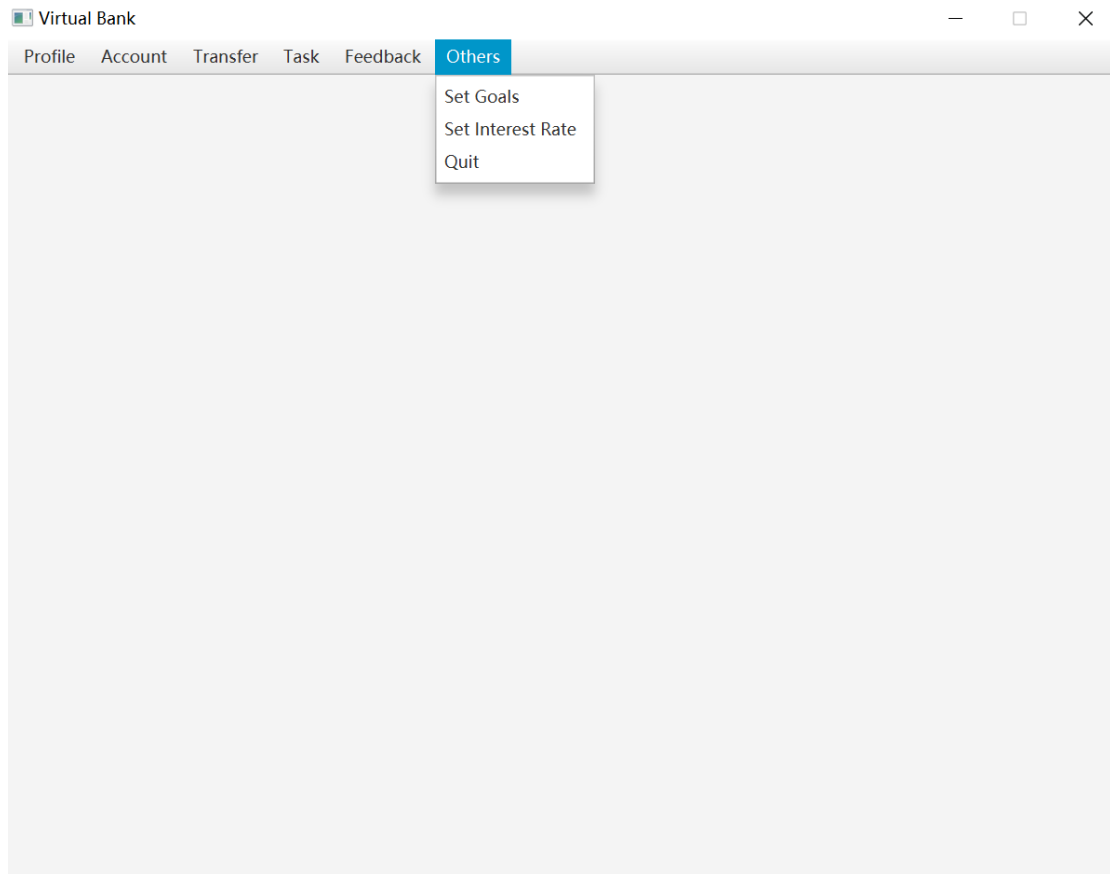 Virtual Bank
Profile Account Transfer Task Feedback Others
Set Goals
Set Interest Rate
Quit